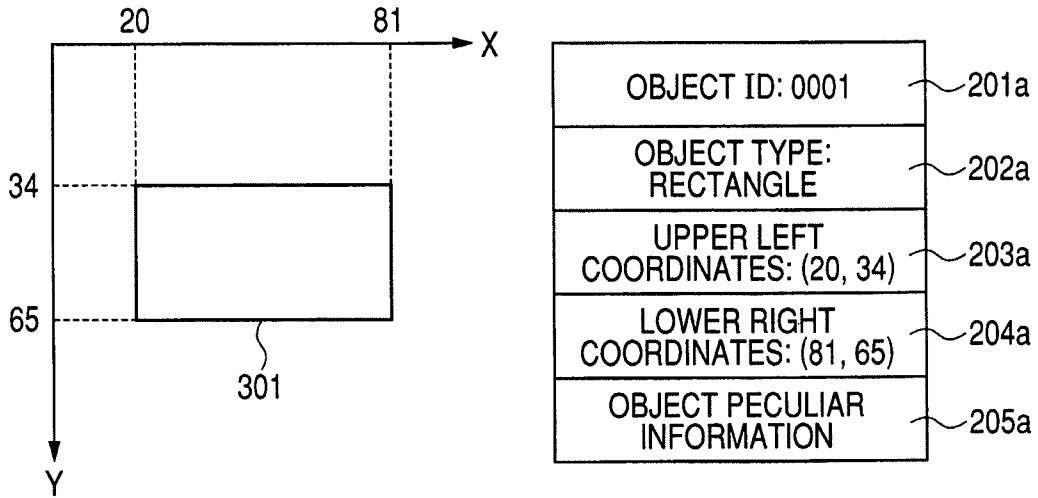 20
81
X
34
65
301
Y
OBJECT ID: 0001
201a
OBJECT TYPE:
RECTANGLE
202a
UPPER LEFT
COORDINATES: (20, 34)
203a
LOWER RIGHT
COORDINATES: (81, 65)
204a
OBJECT PECULIAR
INFORMATION
205a